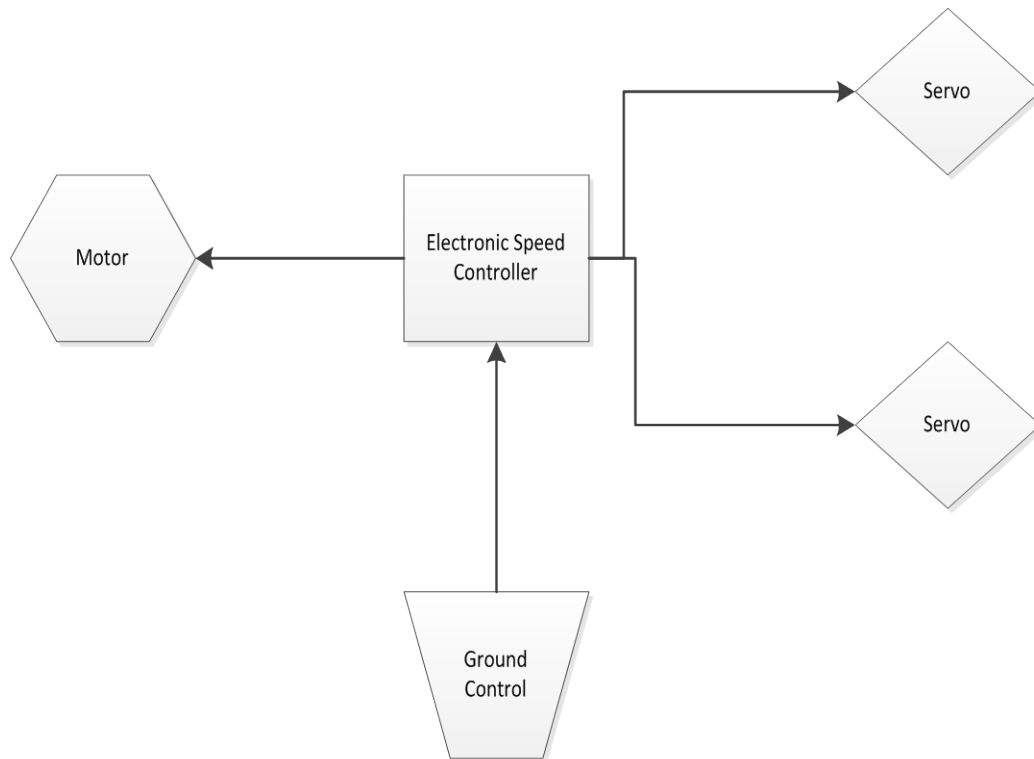 Servo
Motor
Electronic Speed
Controller
Servo
Ground
Control